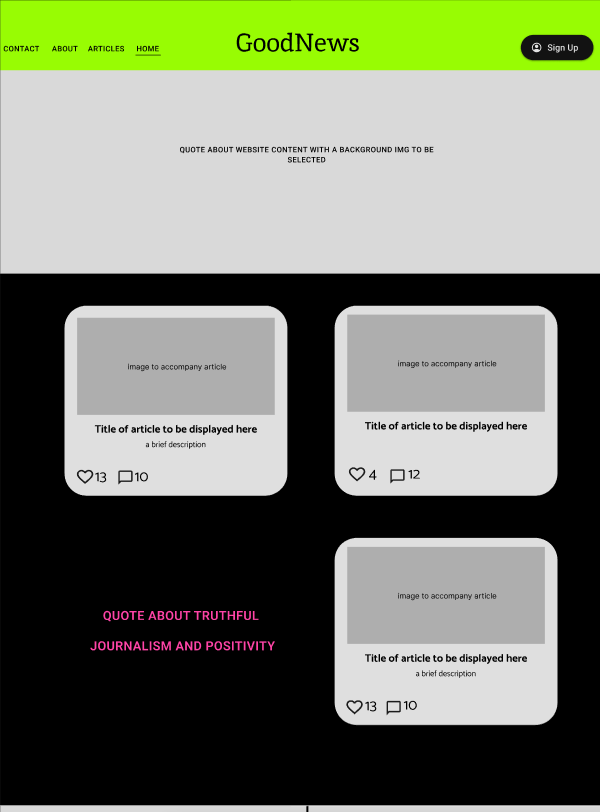 CONTACT ABOUT ARTICLES HOME
GoodNews
Sign Up
QUOTE ABOUT WEBSITE CONTENT WITH A BACKGROUND IMG TO BE
SELECTED
image to accompany article
Title of article to be displayed here
a brief description
13 10
image to accompany article
Title of article to be displayed here
4 12
QUOTE ABOUT TRUTHFUL
JOURNALISM AND POSITIVITY
image to accompany article
Title of article to be displayed here
a brief description
13 10